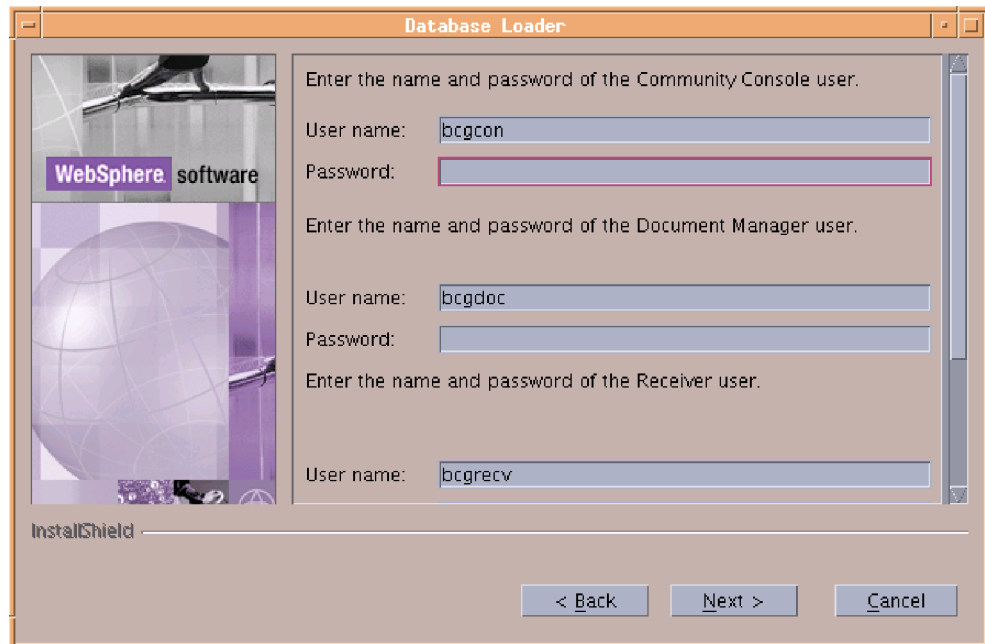 Database Loader
WebSphere. software
Enter the name and password of the Community Console user.
User name: bcgcon
Password:
Enter the name and password of the Document Manager user.
User name: bcgdoc
Password:
Enter the name and password of the Receiver user.
User name: bcgrecv
InstallShield
< Back Next > Cancel